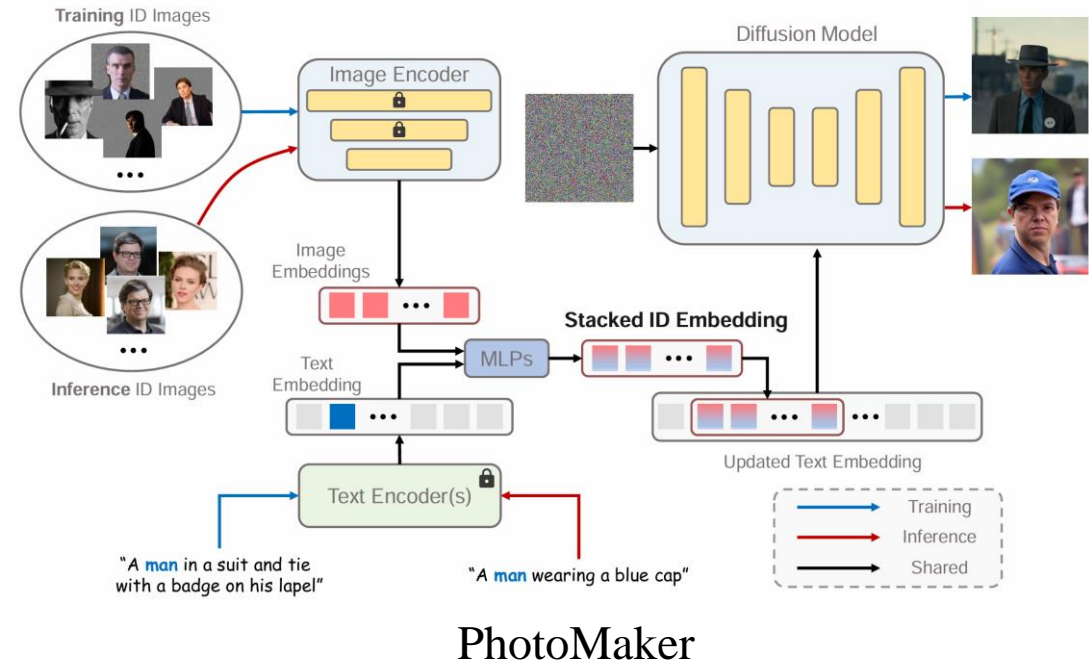 Training ID Images
Image Encoder
Diffusion Model
Inference ID Images
Image
Embeddings
Text
Embedding
MLPs
Stacked ID Embedding
Updated Text Embedding
Text Encoder(s)
"A man in a suit and tie
with a badge on his lapel"
"A man wearing a blue cap"
Training
Inference
Shared
PhotoMaker